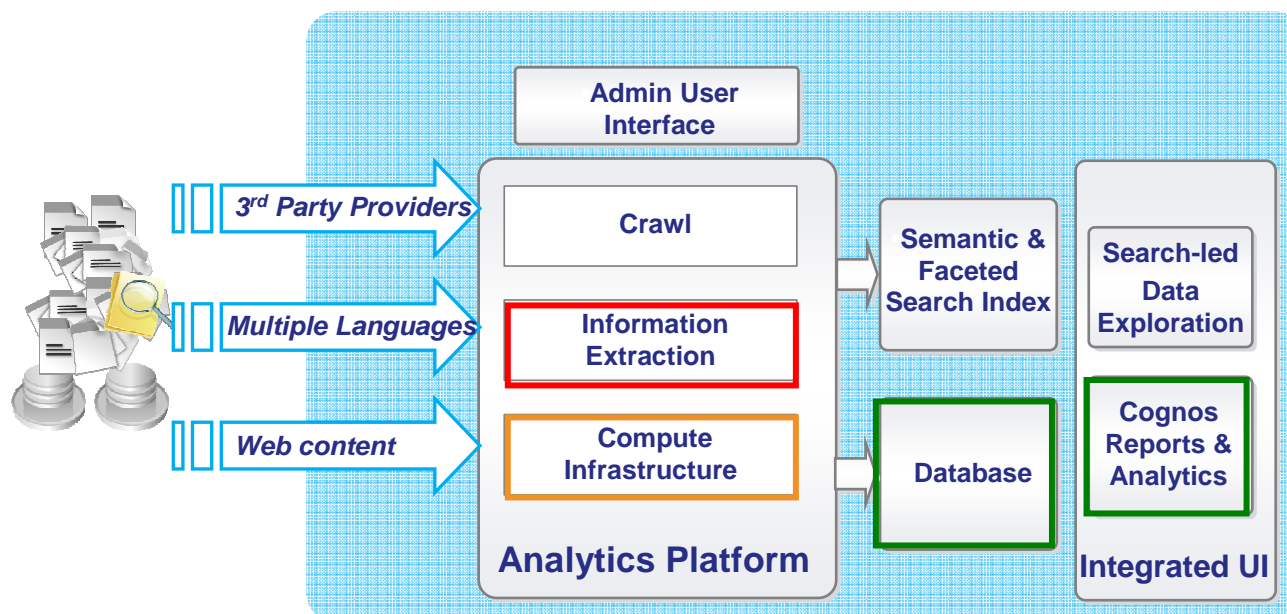 Admin User
Interface
3rd Party Providers
Multiple Languages
Web content
Crawl
Information
Extraction
Compute
Infrastructure
Analytics Platform
Semantic &
Faceted
Search Index
Database
Search-led
Data
Exploration
Cognos
Reports &
Analytics
Integrated UI